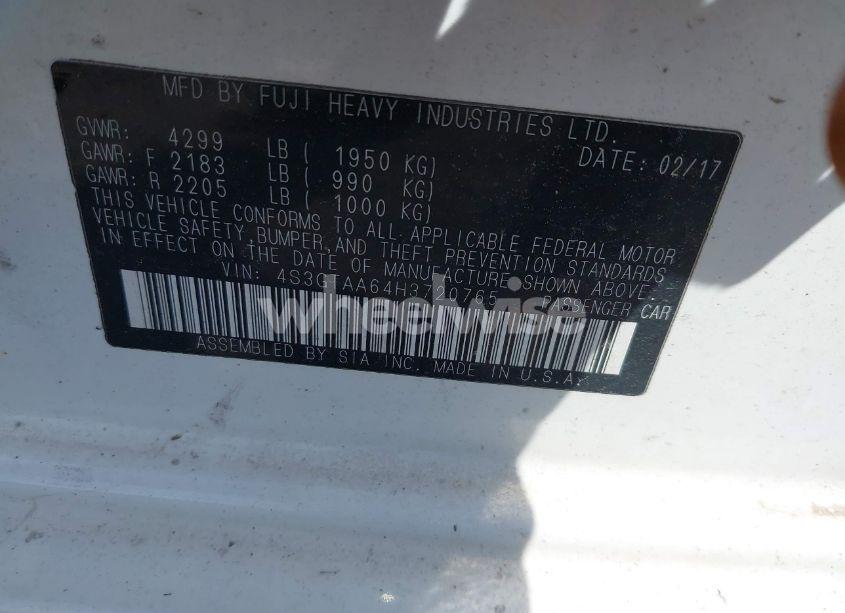 MFD BY FUJI HEAVY INDUSTRIES LTD.
GVWR: 4299 LB ( 1950 KG) DATE: 02/17
GAWR: F 2183 LB ( 990 KG)
GAWR: R 2205 LB ( 1000 KG)
THIS VEHICLE CONFORMS TO ALL APPLICABLE FEDERAL MOTOR
VEHICLE SAFETY, BUMPER, AND THEFT PREVENTION STANDARDS
IN EFFECT ON THE DATE OF MANUFACTURE SHOWN ABOVE.
VIN: PASSENGER CAR
wheelwise
ASSEMBLED BY SIA INC. MADE IN U.S.A.